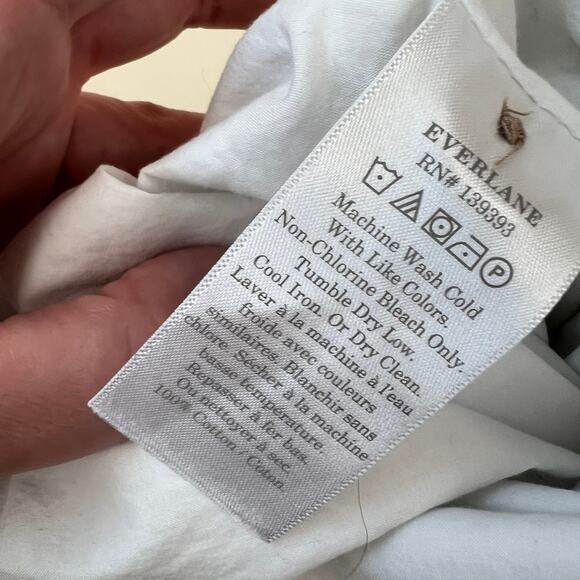 EVERLANE
RN# 139393
P
Machine Wash Cold
With Like Colors.
Non-Chlorine Bleach Only.
Tumble Dry Low.
Cool Iron. Or Dry Clean.
Laver à la machine à l'eau
froide avec couleurs
similaires. Blanchir sans
chlore. Sécher à la machine
basse température.
Repasser à fer bas.
Ou nettoyer à sec.
100% Cotton / Coton.